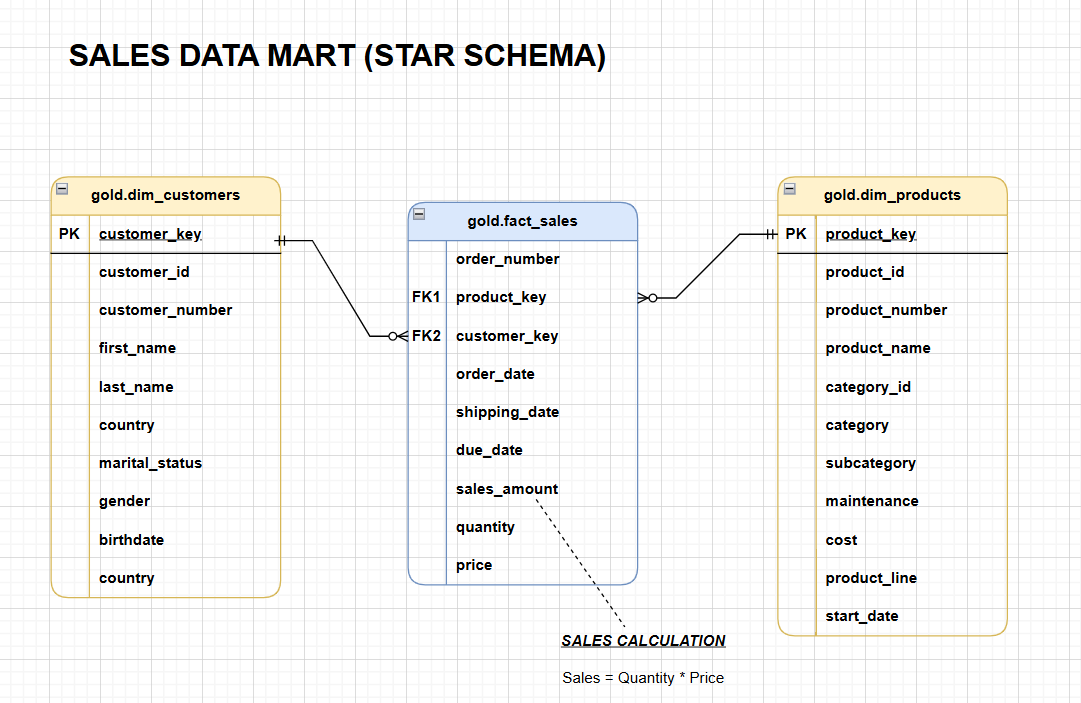 SALES DATA MART (STAR SCHEMA)
gold.dim_customers
PK customer_key
customer_id
customer_number
first_name
last_name
country
marital_status
gender
birthdate
country
gold.fact_sales
order_number
FK1 product_key
FK2 customer_key
order_date
shipping_date
due_date
sales_amount
quantity
price
SALES CALCULATION
Sales = Quantity * Price
gold.dim_products
PK product_key
product_id
product_number
product_name
category_id
category
subcategory
maintenance
cost
product_line
start_date